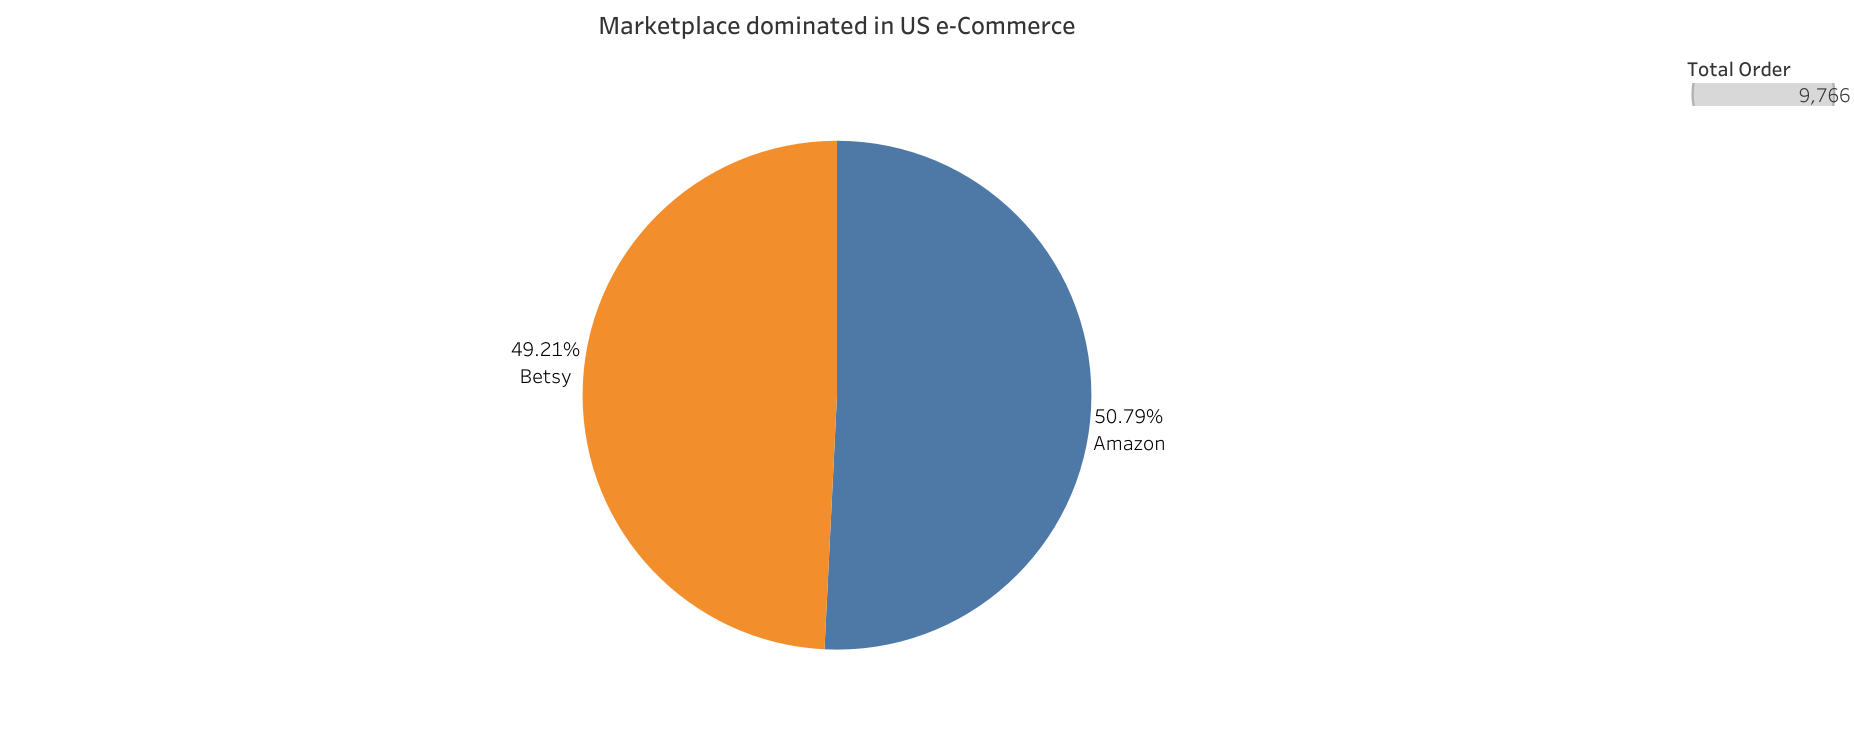 Marketplace dominated in US e-Commerce
Total Order
9,766
49.21%
Betsy
50.79%
Amazon